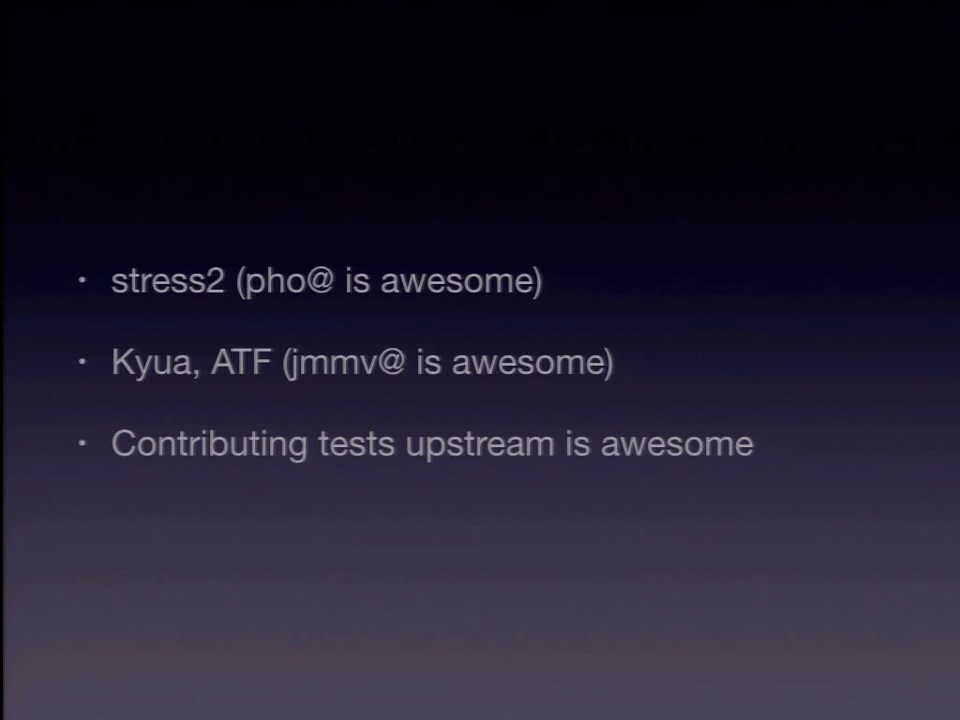 • stress2 (pho@ is awesome)
• Kyua, ATF (jmmv@ is awesome)
• Contributing tests upstream is awesome